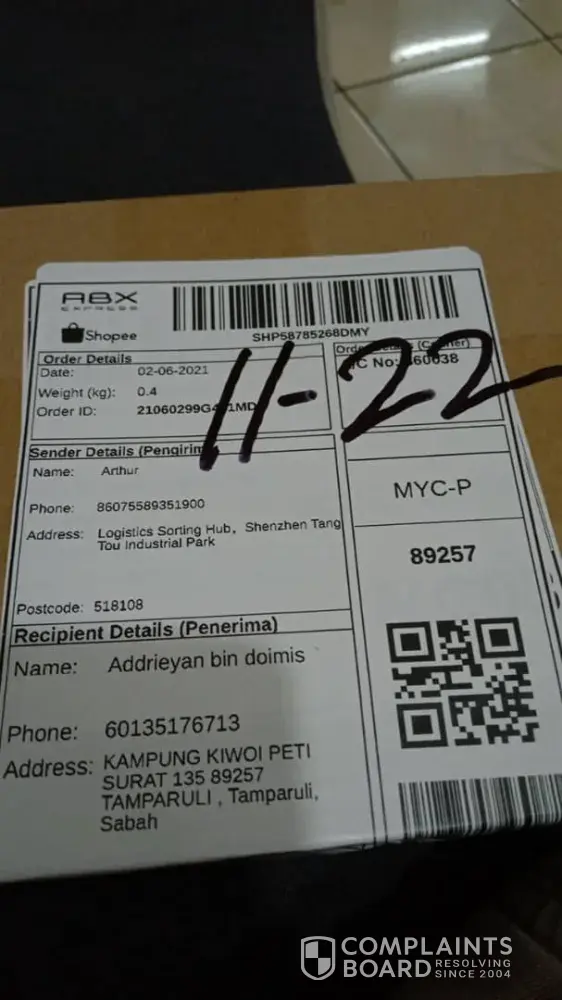 ABX
EXPRESS
Shopee
SHP58785268DMY
Order Details
Date: 02-06-2021
Weight (kg): 0.4
Order ID:
11-22
Sender Details
Name: Arthur
Phone: 86075589351900
Address: Logistics Sorting Hub, Shenzhen Tang
Tou Industrial Park
Postcode: 518108
MYC-P
89257
Recipient Details (Penerima)
Name: Addrieyan bin doimis
Phone: 60135176713
Address: KAMPUNG KIWOI PETI
SURAT 135 89257
TAMPARULI , Tamparuli,
Sabah
COMPLAINTS
BOARD RESOLVING
SINCE 2004